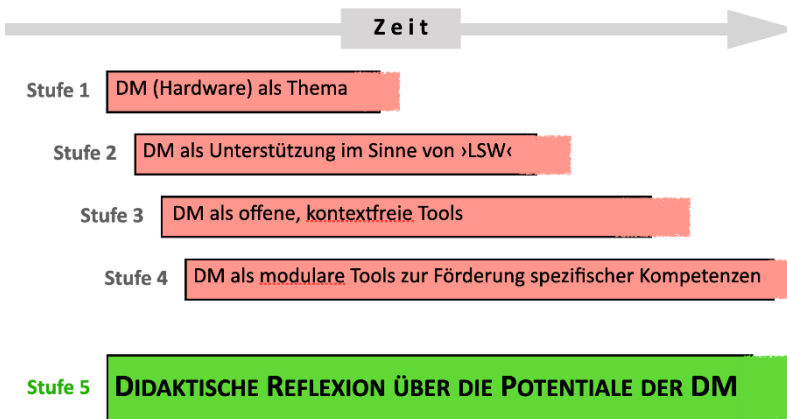 Zeit
Stufe 1 DM (Hardware) als Thema
Stufe 2 DM als Unterstützung im Sinne von ›LSW‹
Stufe 3 DM als offene, kontextfreie Tools
Stufe 4 DM als modulare Tools zur Förderung spezifischer Kompetenzen
Stufe 5 DIDAKTISCHE REFLEXION ÜBER DIE POTENTIALE DER DM